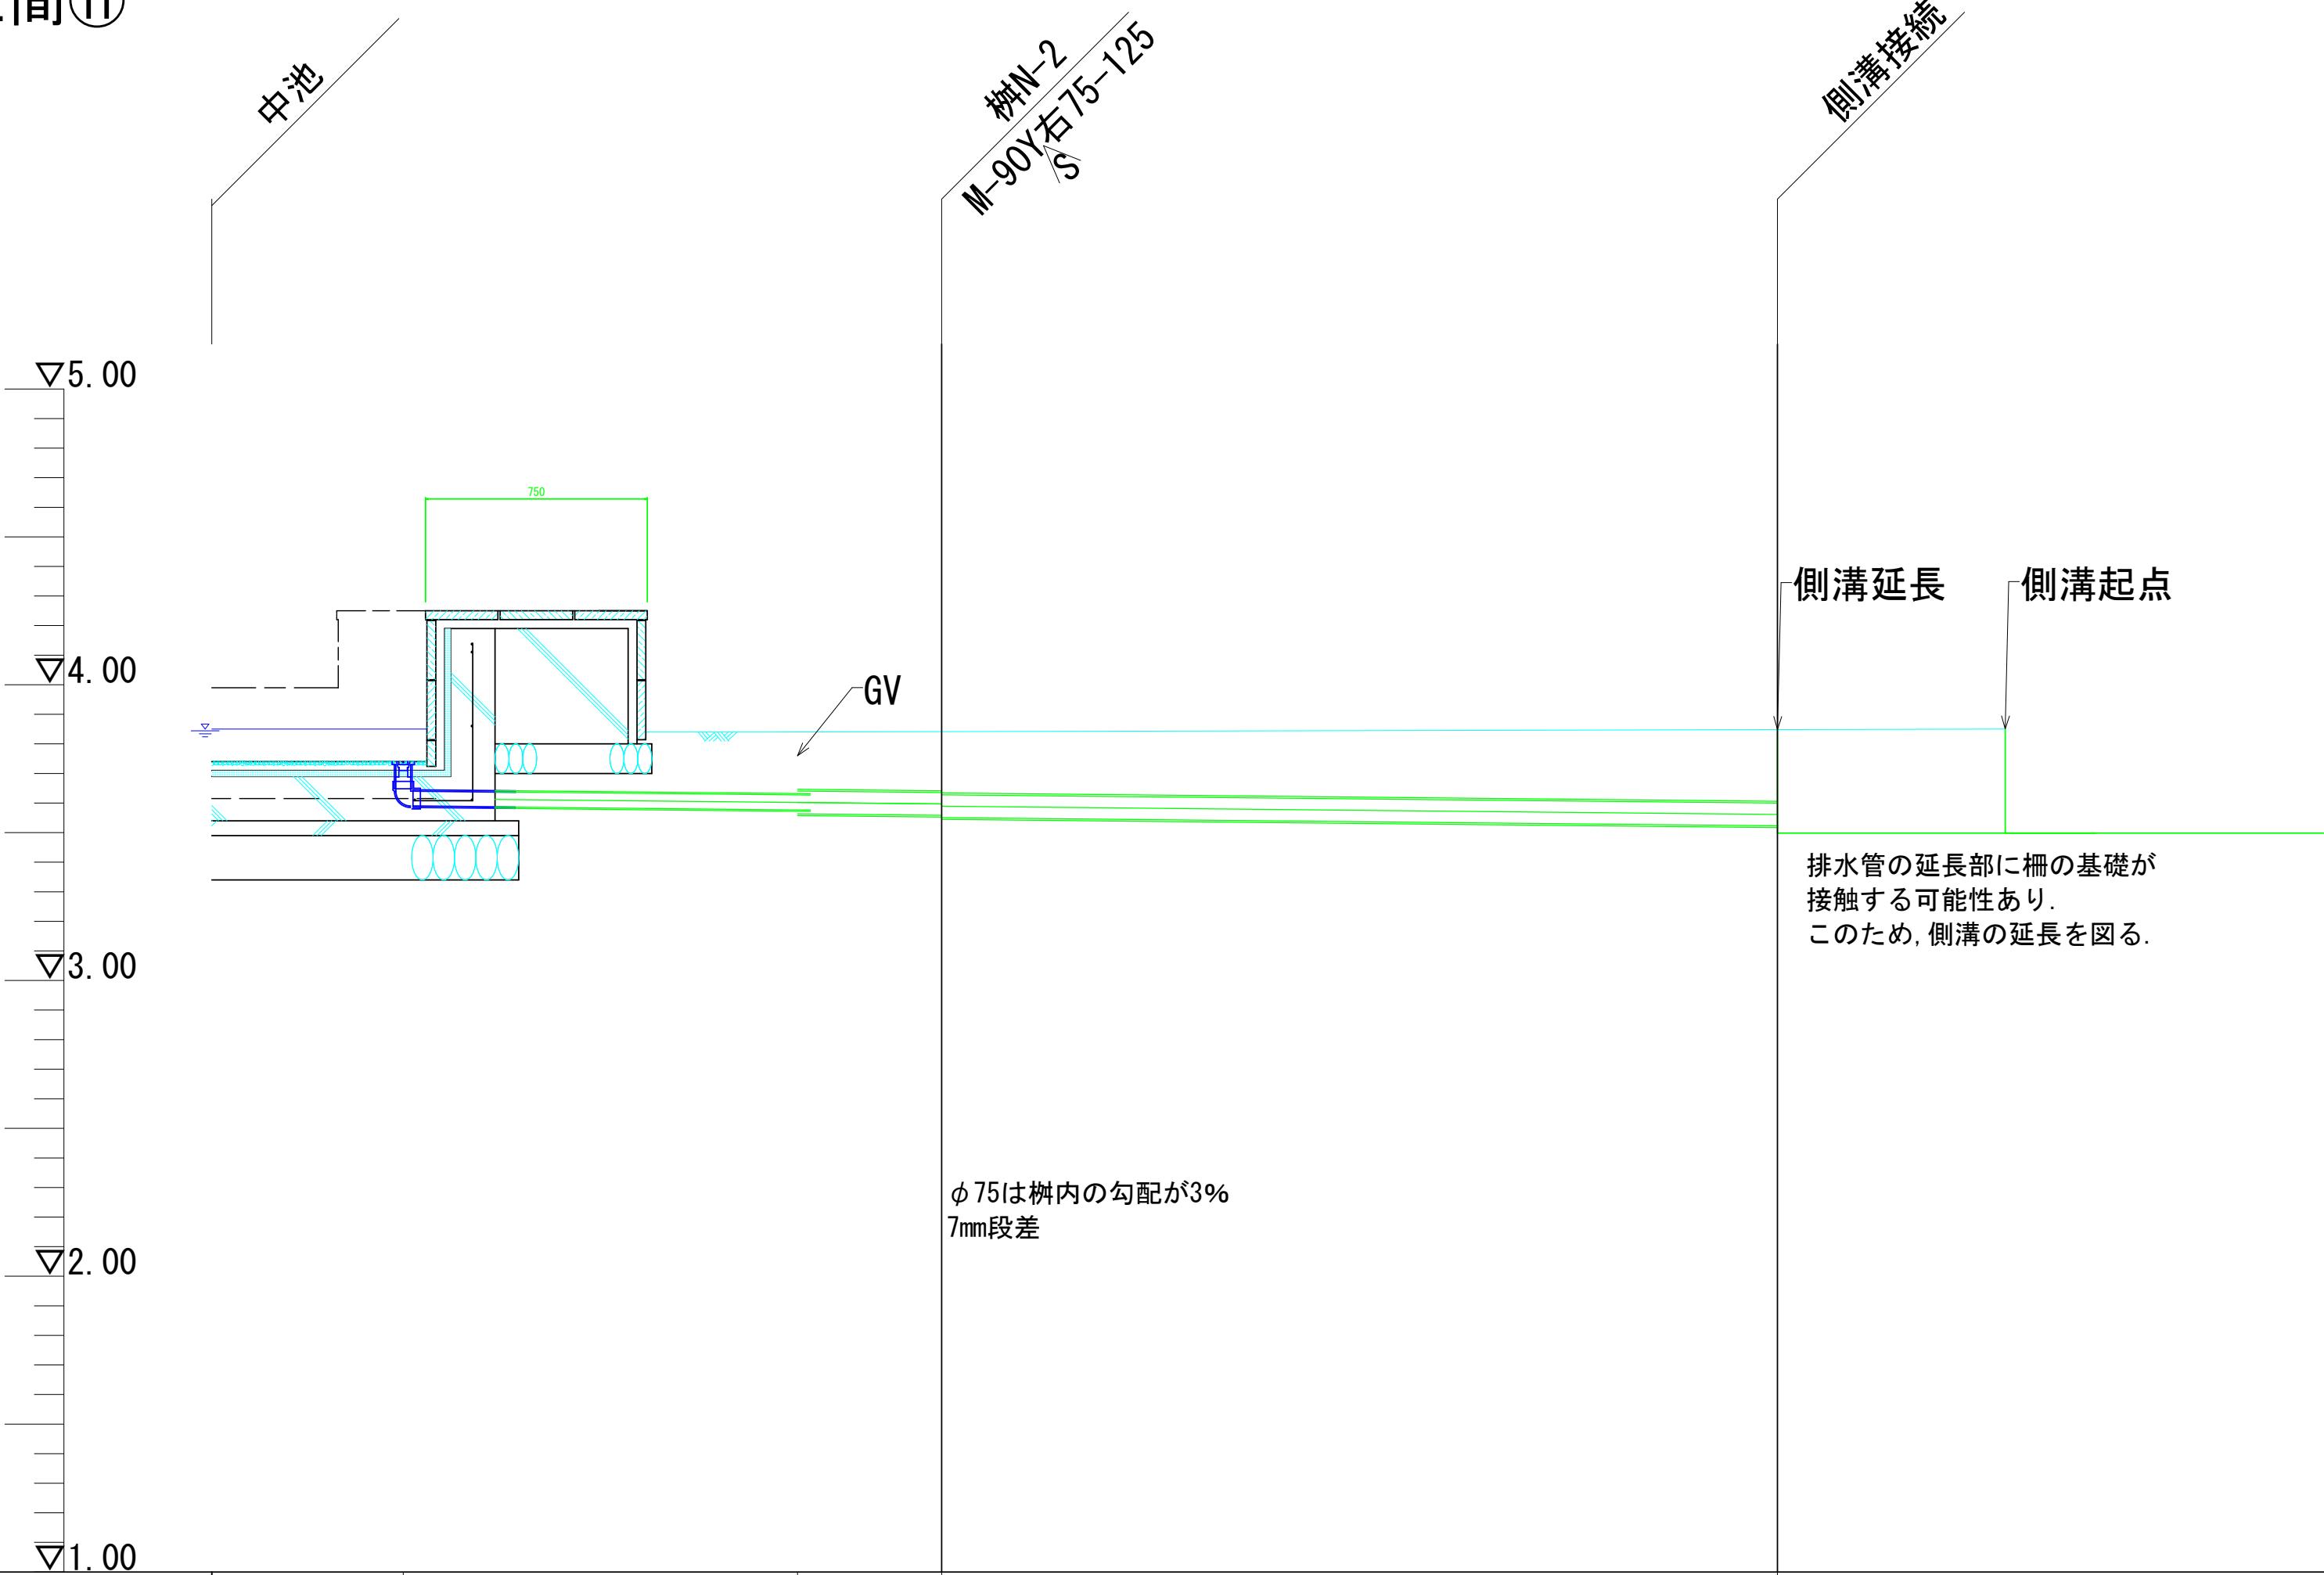 間⑪
中池
桝N-2
M-90Y右75-125
S
側溝接続
▽5.00
750
側溝延長
側溝起点
▽4.00
GV
排水管の延長部に柵の基礎が
接触する可能性あり.
このため,側溝の延長を図る.
▽3.00
φ75は桝内の勾配が3%
7mm段差
▽2.00
▽1.00